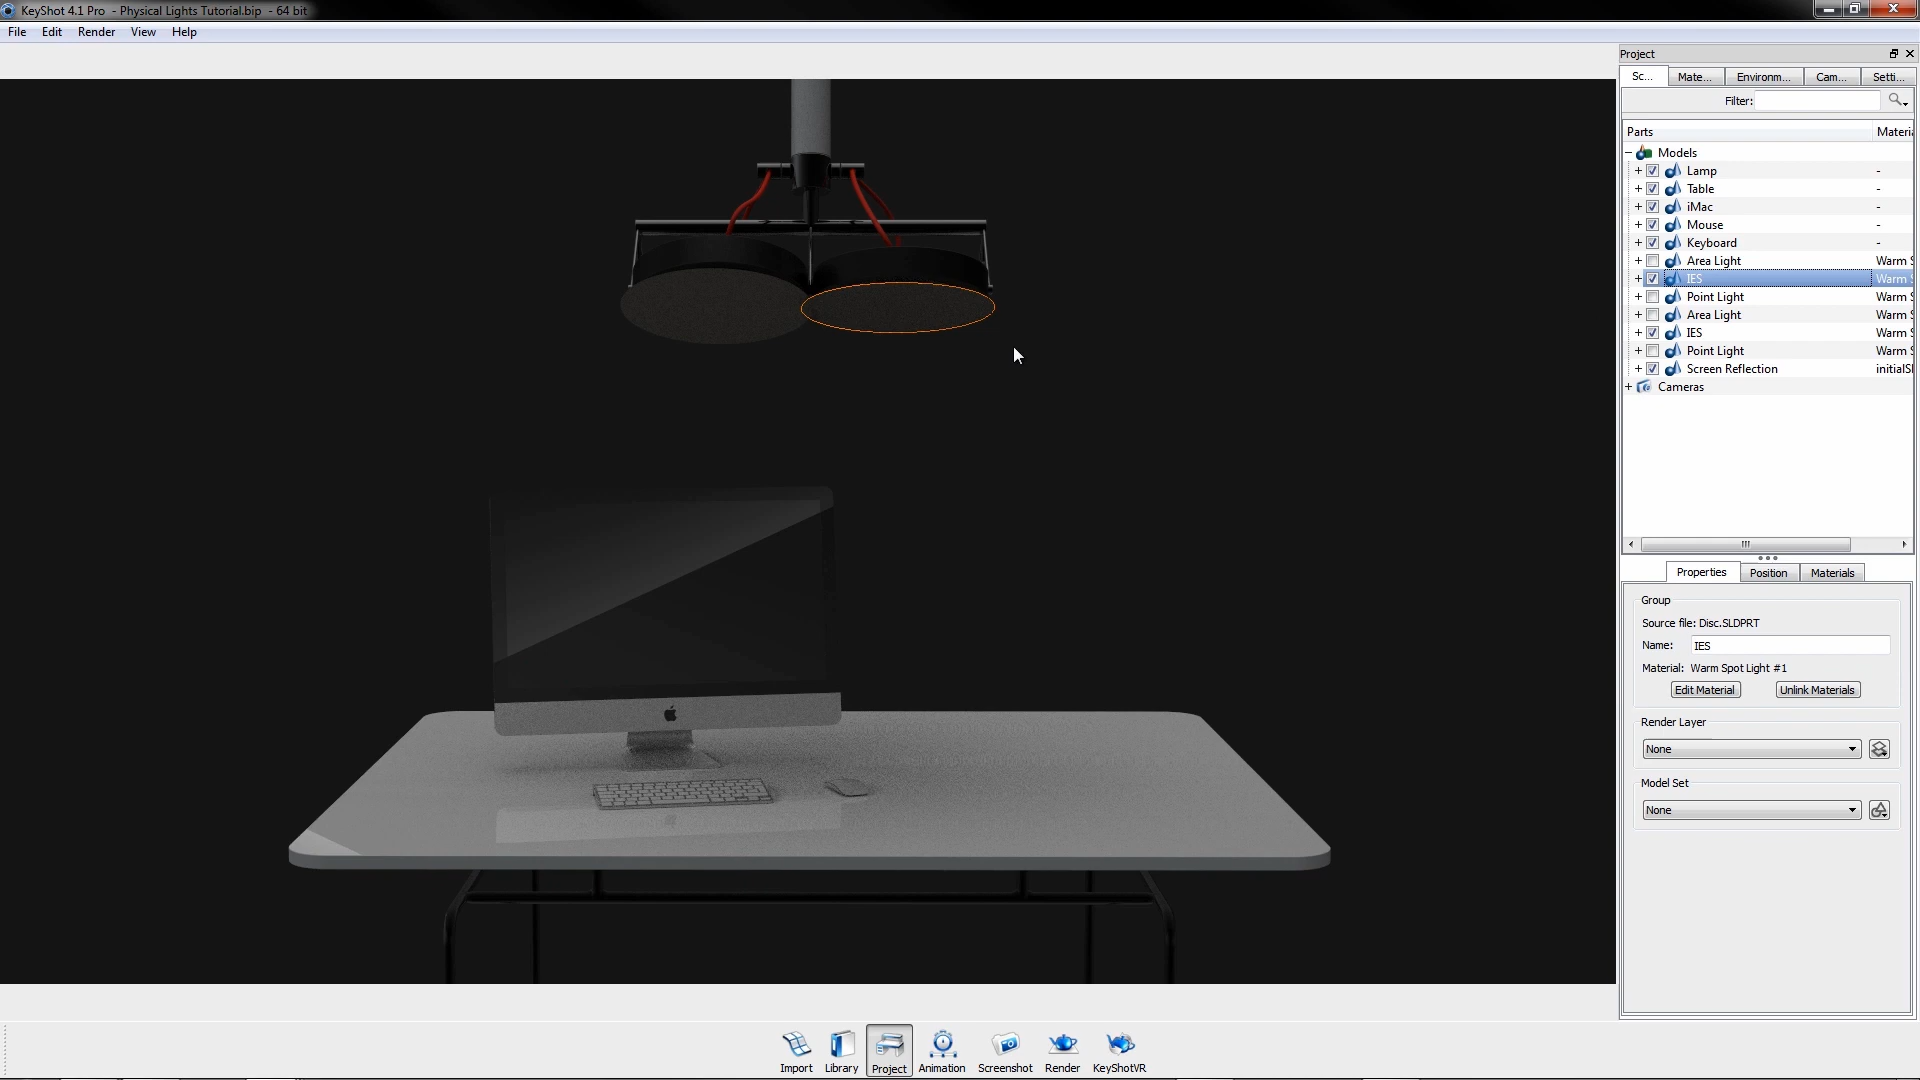 KeyShot 4.1 Pro - Physical Lights Tutorial.bip - 64 bit
File Edit Render View Help
Project
Sc... Mate... Environm... Cam... Setti...
Filter:
Parts Materi
Models
Lamp -
Table -
iMac -
Mouse -
Keyboard -
Area Light Warm S
IES Warm S
Point Light Warm S
Area Light Warm S
IES Warm S
Point Light Warm S
Screen Reflection initialSl
Cameras
Properties Position Materials
Group
Source file: Disc.SLDPRT
Name: IES
Material: Warm Spot Light #1
Edit Material Unlink Materials
Render Layer
None
Model Set
None
Import Library Project Animation Screenshot Render KeyShotVR